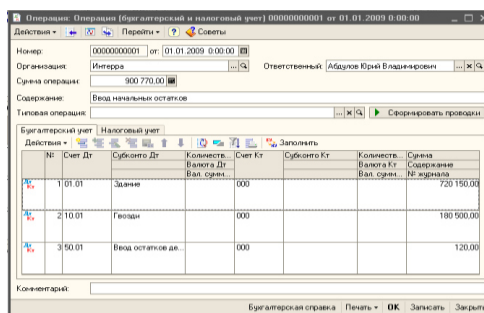 Операция: Операция (бухгалтерский и налоговый учет) 00000000001 от 01.01.2009 0:00:00
Действия Перейти ? Советы
Номер: 00000000001 от: 01.01.2009 0:00:00
Организация: Интерра ... Ответственный: Абдулов Юрий Владимирович ...
Сумма операции: 900 770,00
Содержание: Ввод начальных остатков
Типовая операция: ... Сформировать проводки
Бухгалтерский учет Налоговый учет
Действия Заполнить
№ Счет Дт Субконто Дт Количеств... Счет Кт Субконто Кт Количеств... Сумма
Валюта Дт Валюта Кт Содержание
Вал. сумм... Вал. сумм... № журнала
1 01.01 Здание 000 720 150,00
2 10.01 Гвозди 000 180 500,00
3 50.01 Ввод остатков де... 000 120,00
Комментарий:
Бухгалтерская справка Печать OK Записать Закрыть